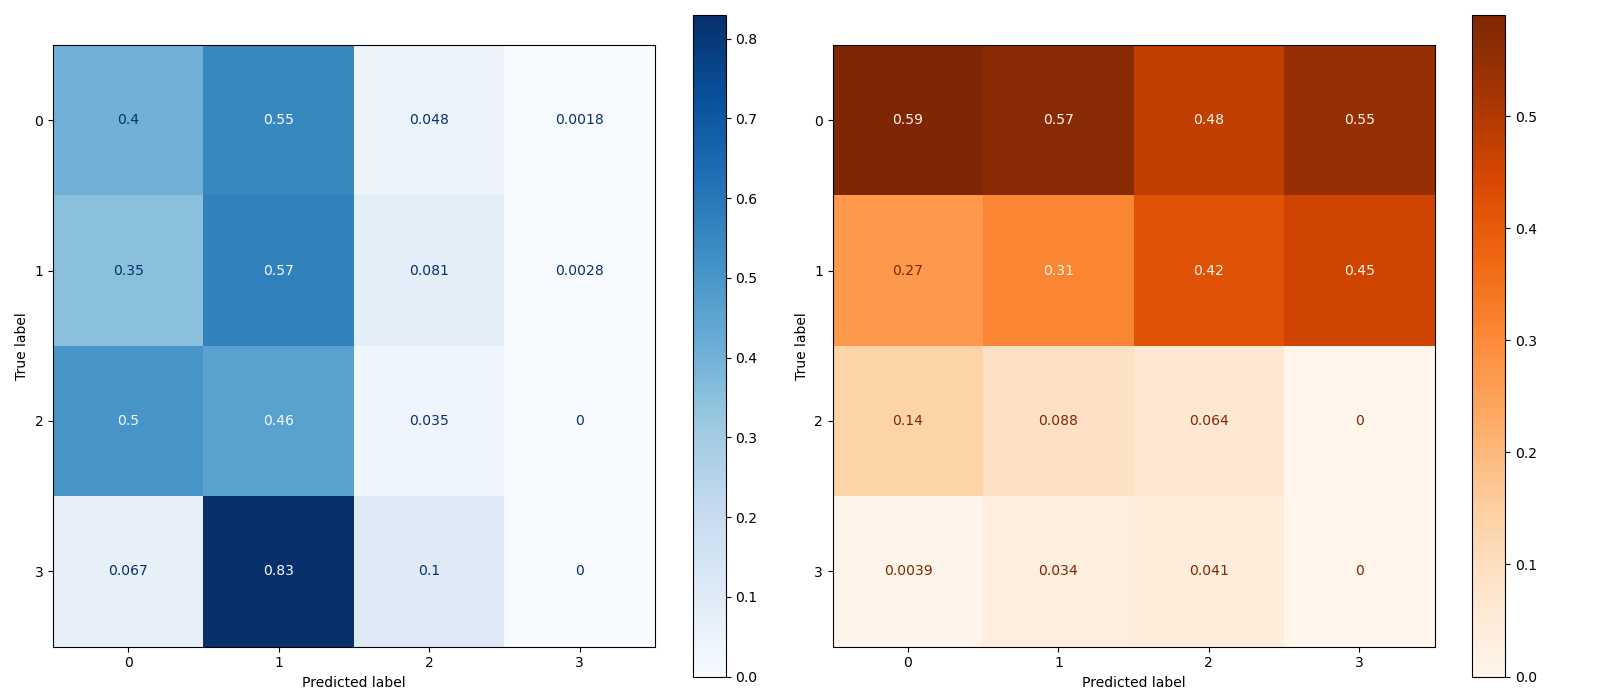 0 0.4 0.55 0.048 0.0018
1 0.35 0.57 0.081 0.0028
2 0.5 0.46 0.035 0
3 0.067 0.83 0.1 0
0 1 2 3
Predicted label
True label
0.8
0.7
0.6
0.5
0.4
0.3
0.2
0.1
0.0
0 0.59 0.57 0.48 0.55
1 0.27 0.31 0.42 0.45
2 0.14 0.088 0.064 0
3 0.0039 0.034 0.041 0
0 1 2 3
Predicted label
True label
0.5
0.4
0.3
0.2
0.1
0.0